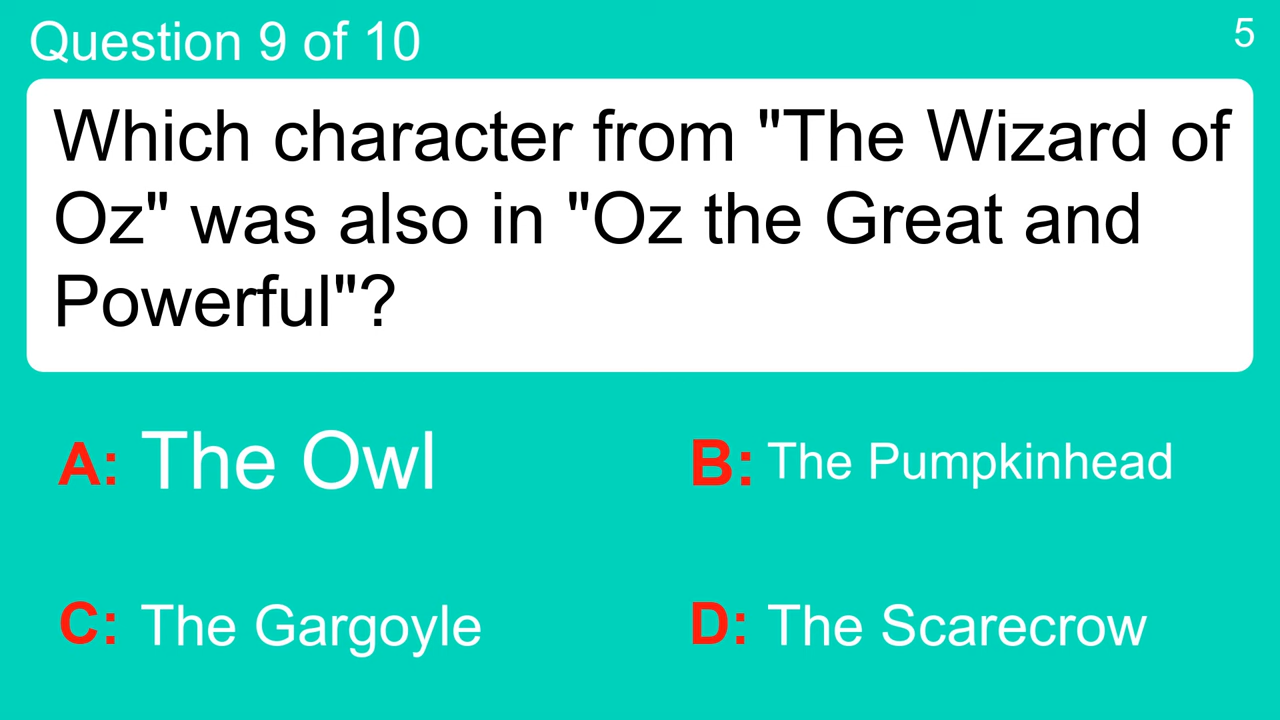 Question 9 of 10
5
Which character from "The Wizard of
Oz" was also in "Oz the Great and
Powerful"?
A: The Owl
B: The Pumpkinhead
C: The Gargoyle
D: The Scarecrow